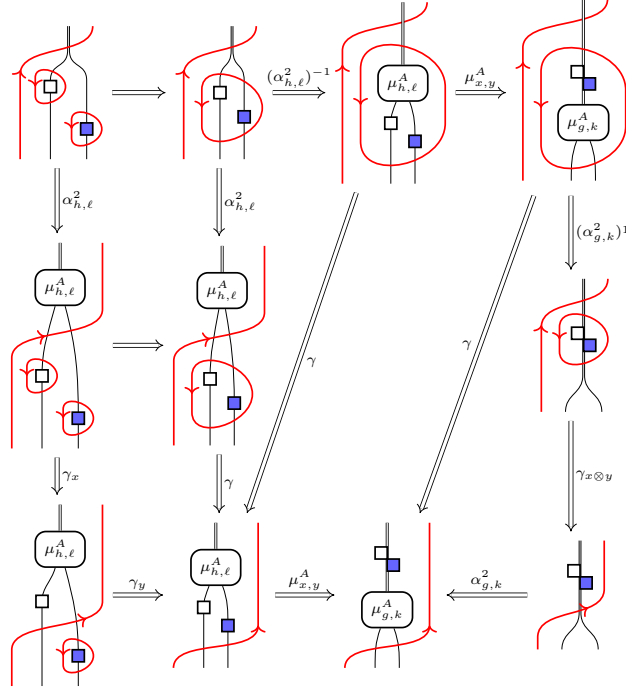 (α²_{h,ℓ})⁻¹ μ^A_{x,y}
μ^A_{h,ℓ}
μ^A_{g,k}
α²_{h,ℓ} α²_{h,ℓ} (α²_{g,k})¹
μ^A_{h,ℓ} μ^A_{h,ℓ}
γ γ
γ_x γ γ_{x⊗y}
μ^A_{h,ℓ} μ^A_{h,ℓ}
γ_y μ^A_{x,y} α²_{g,k}
μ^A_{g,k}